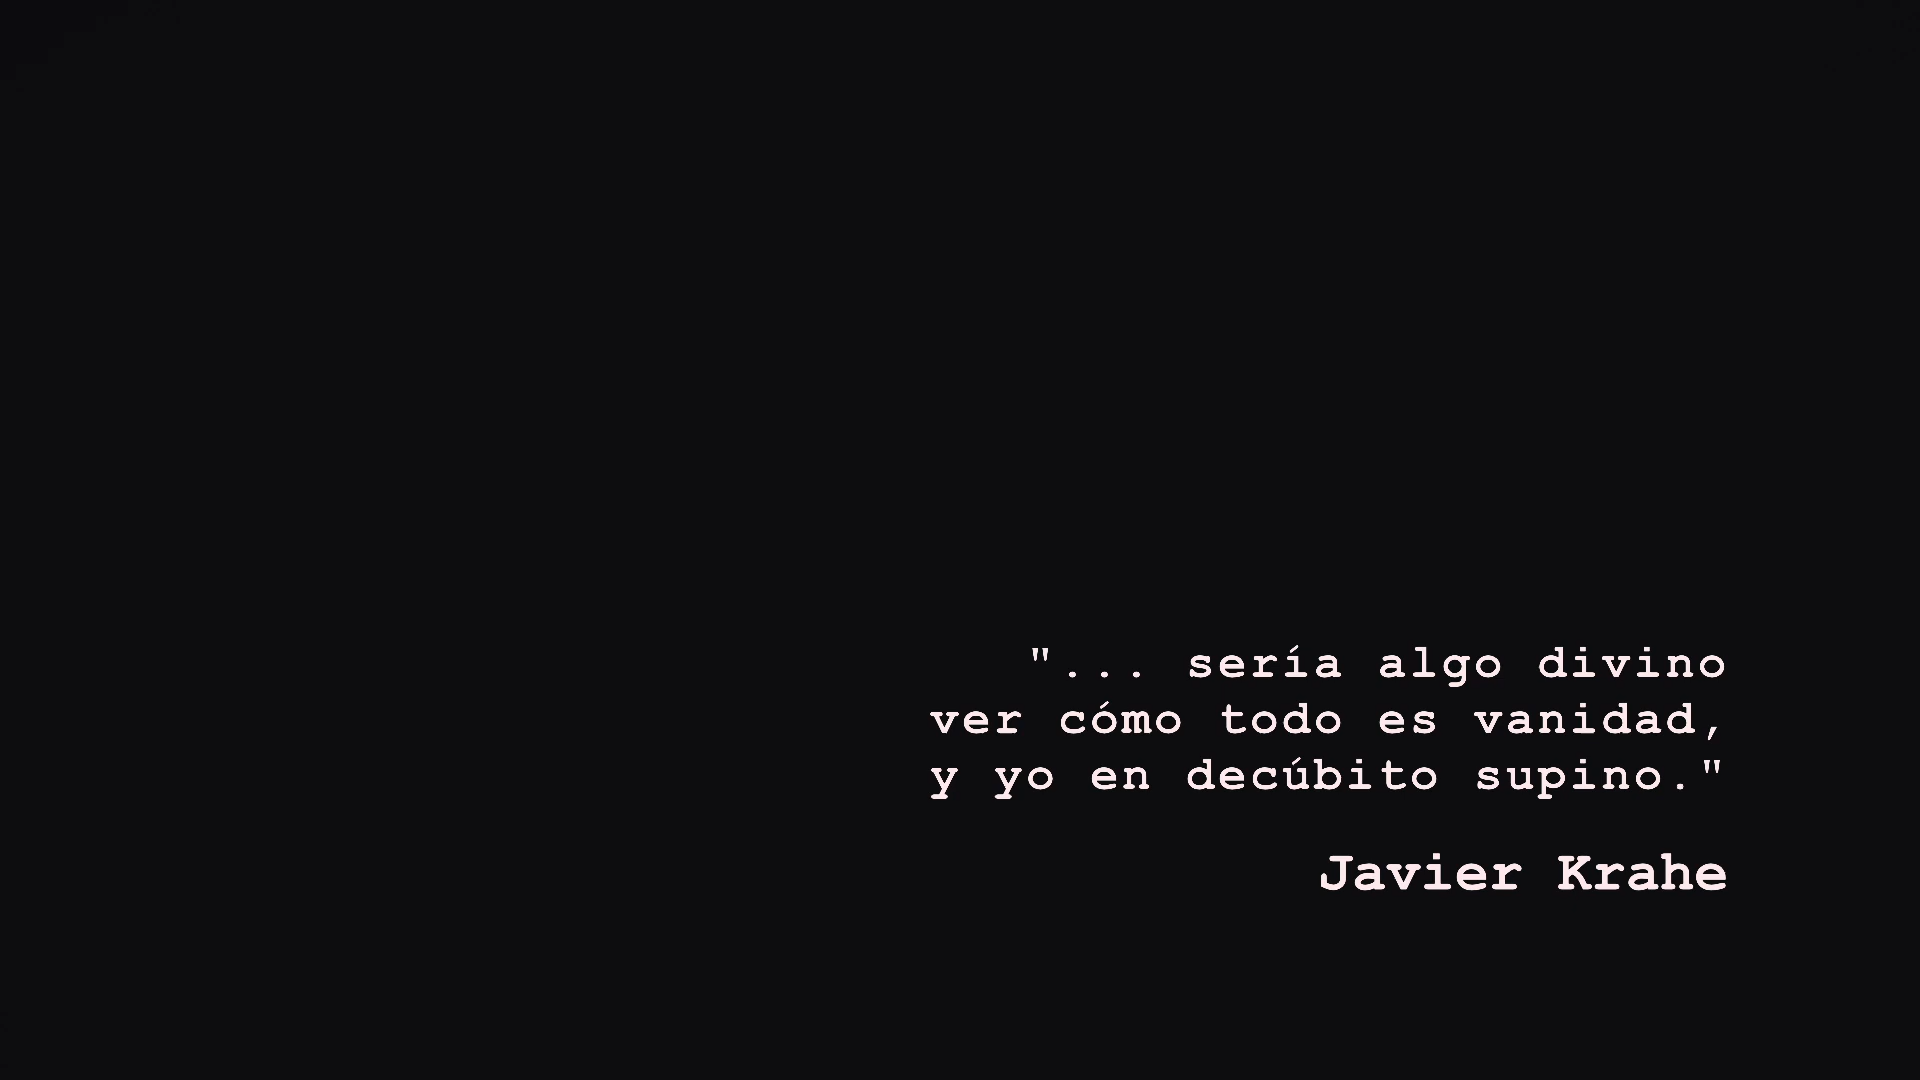 "... sería algo divino
ver cómo todo es vanidad,
y yo en decúbito supino."
Javier Krahe